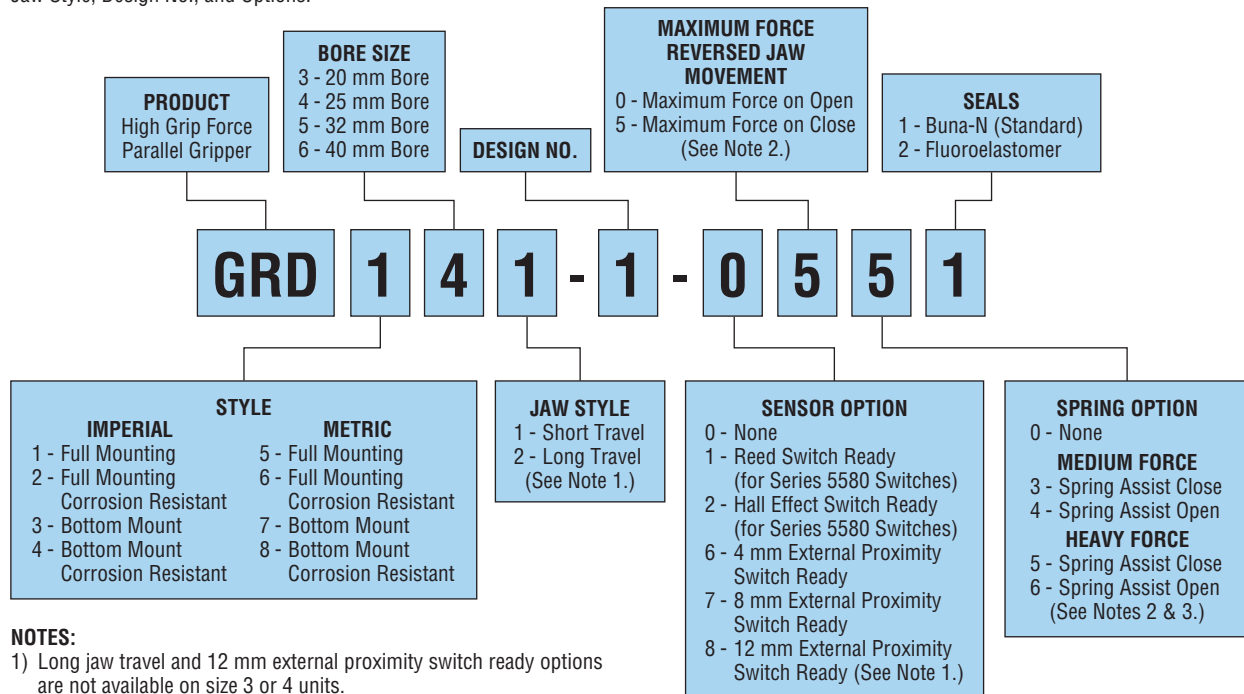 Jaw Style, Design No., and Options.
PRODUCT
High Grip Force
Parallel Gripper
BORE SIZE
3 - 20 mm Bore
4 - 25 mm Bore
5 - 32 mm Bore
6 - 40 mm Bore
DESIGN NO.
MAXIMUM FORCE
REVERSED JAW
MOVEMENT
0 - Maximum Force on Open
5 - Maximum Force on Close
(See Note 2.)
SEALS
1 - Buna-N (Standard)
2 - Fluoroelastomer
GRD 1 4 1 - 1 - 0 5 5 1
STYLE
IMPERIAL
1 - Full Mounting
2 - Full Mounting
Corrosion Resistant
3 - Bottom Mount
4 - Bottom Mount
Corrosion Resistant
METRIC
5 - Full Mounting
6 - Full Mounting
Corrosion Resistant
7 - Bottom Mount
8 - Bottom Mount
Corrosion Resistant
JAW STYLE
1 - Short Travel
2 - Long Travel
(See Note 1.)
SENSOR OPTION
0 - None
1 - Reed Switch Ready
(for Series 5580 Switches)
2 - Hall Effect Switch Ready
(for Series 5580 Switches)
6 - 4 mm External Proximity
Switch Ready
7 - 8 mm External Proximity
Switch Ready
8 - 12 mm External Proximity
Switch Ready (See Note 1.)
SPRING OPTION
0 - None
MEDIUM FORCE
3 - Spring Assist Close
4 - Spring Assist Open
HEAVY FORCE
5 - Spring Assist Close
6 - Spring Assist Open
(See Notes 2 & 3.)
NOTES:
1) Long jaw travel and 12 mm external proximity switch ready options
are not available on size 3 or 4 units.